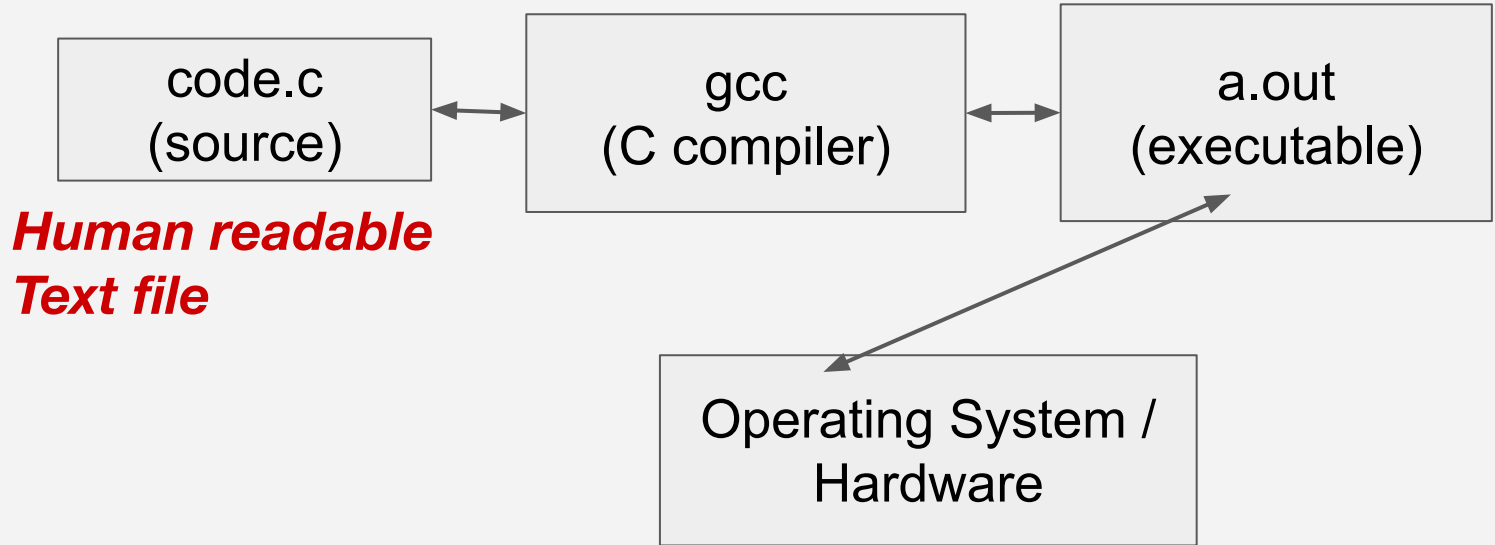 code.c
(source)
gcc
(C compiler)
a.out
(executable)
Human readable
Text file
Operating System /
Hardware